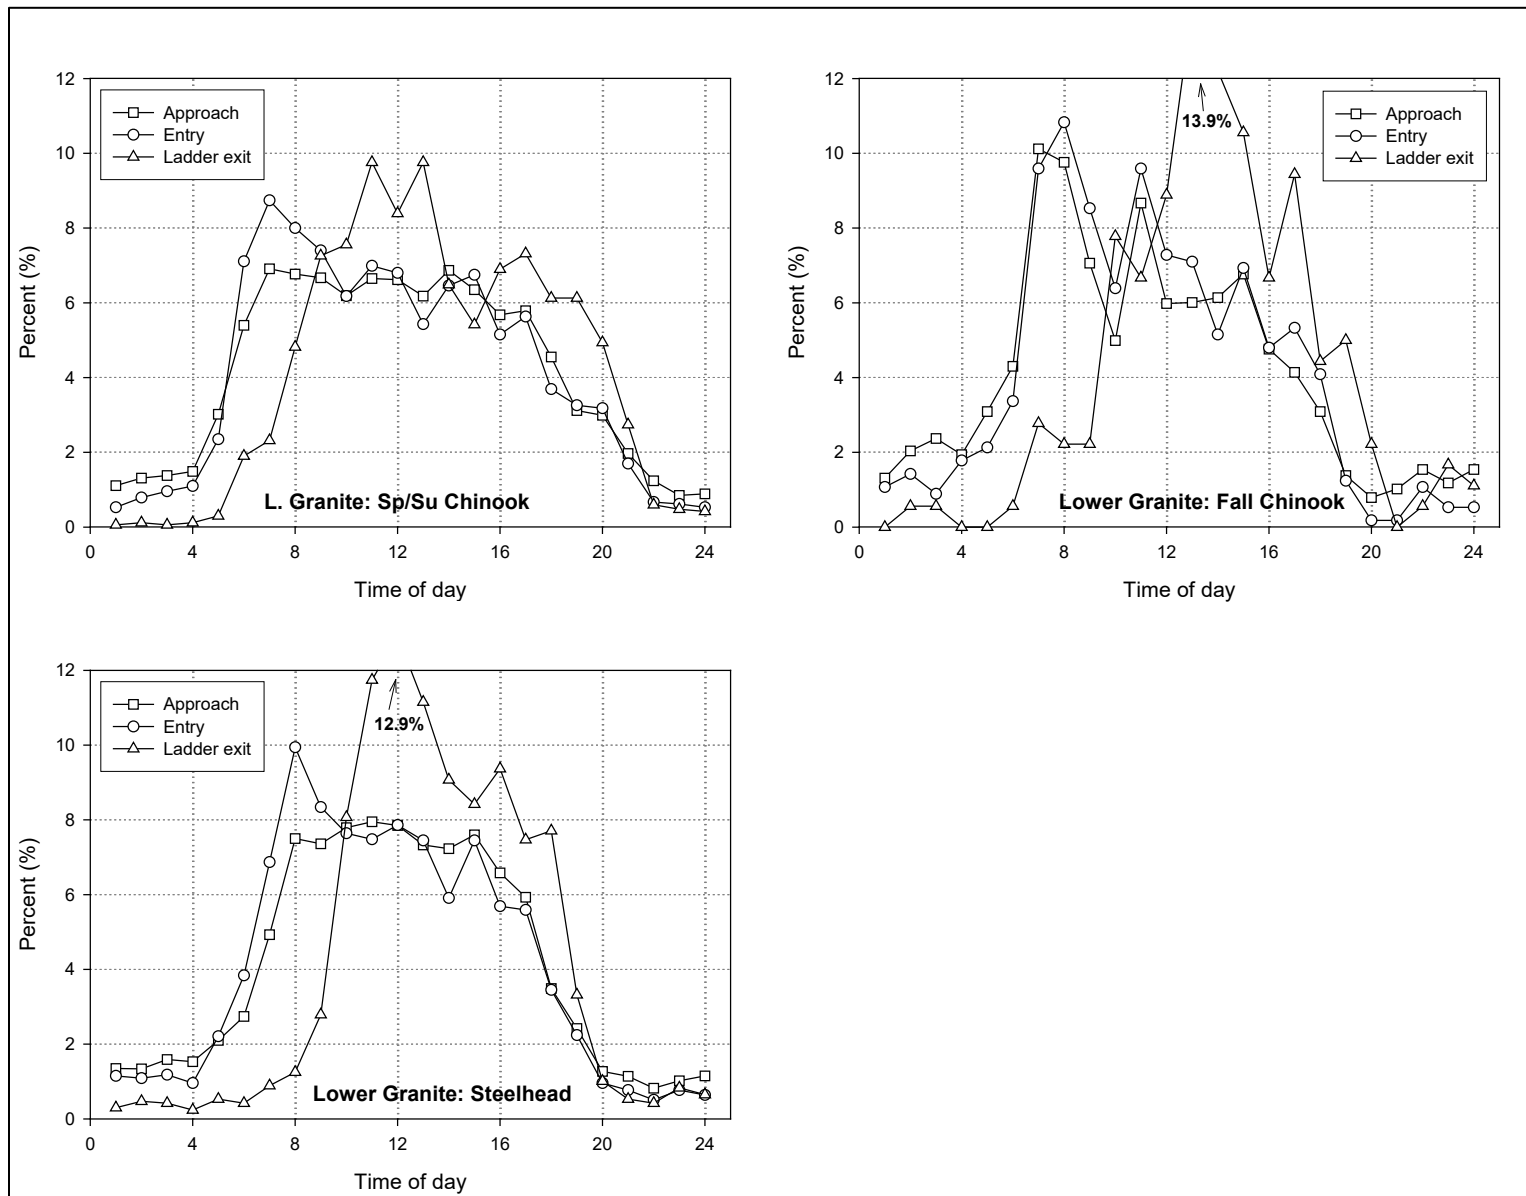 12
10
8
6
4
2
0
Percent (%)
Approach
Entry
Ladder exit
L. Granite: Sp/Su Chinook
0 4 8 12 16 20 24
Time of day
12
10
8
6
4
2
0
Percent (%)
13.9%
Approach
Entry
Ladder exit
Lower Granite: Fall Chinook
0 4 8 12 16 20 24
Time of day
12
10
8
6
4
2
0
Percent (%)
Approach
Entry
Ladder exit
12.9%
Lower Granite: Steelhead
0 4 8 12 16 20 24
Time of day